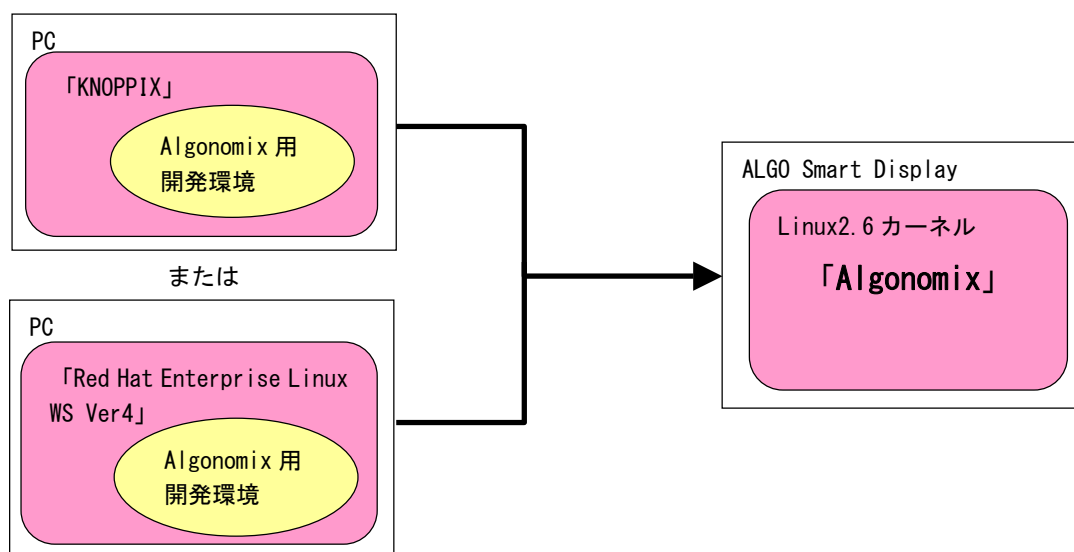 PC
「KNOPPIX」
Algonomix 用
開発環境
または
PC
「Red Hat Enterprise Linux
WS Ver4」
Algonomix 用
開発環境
ALGO Smart Display
Linux2.6 カーネル
「Algonomix」